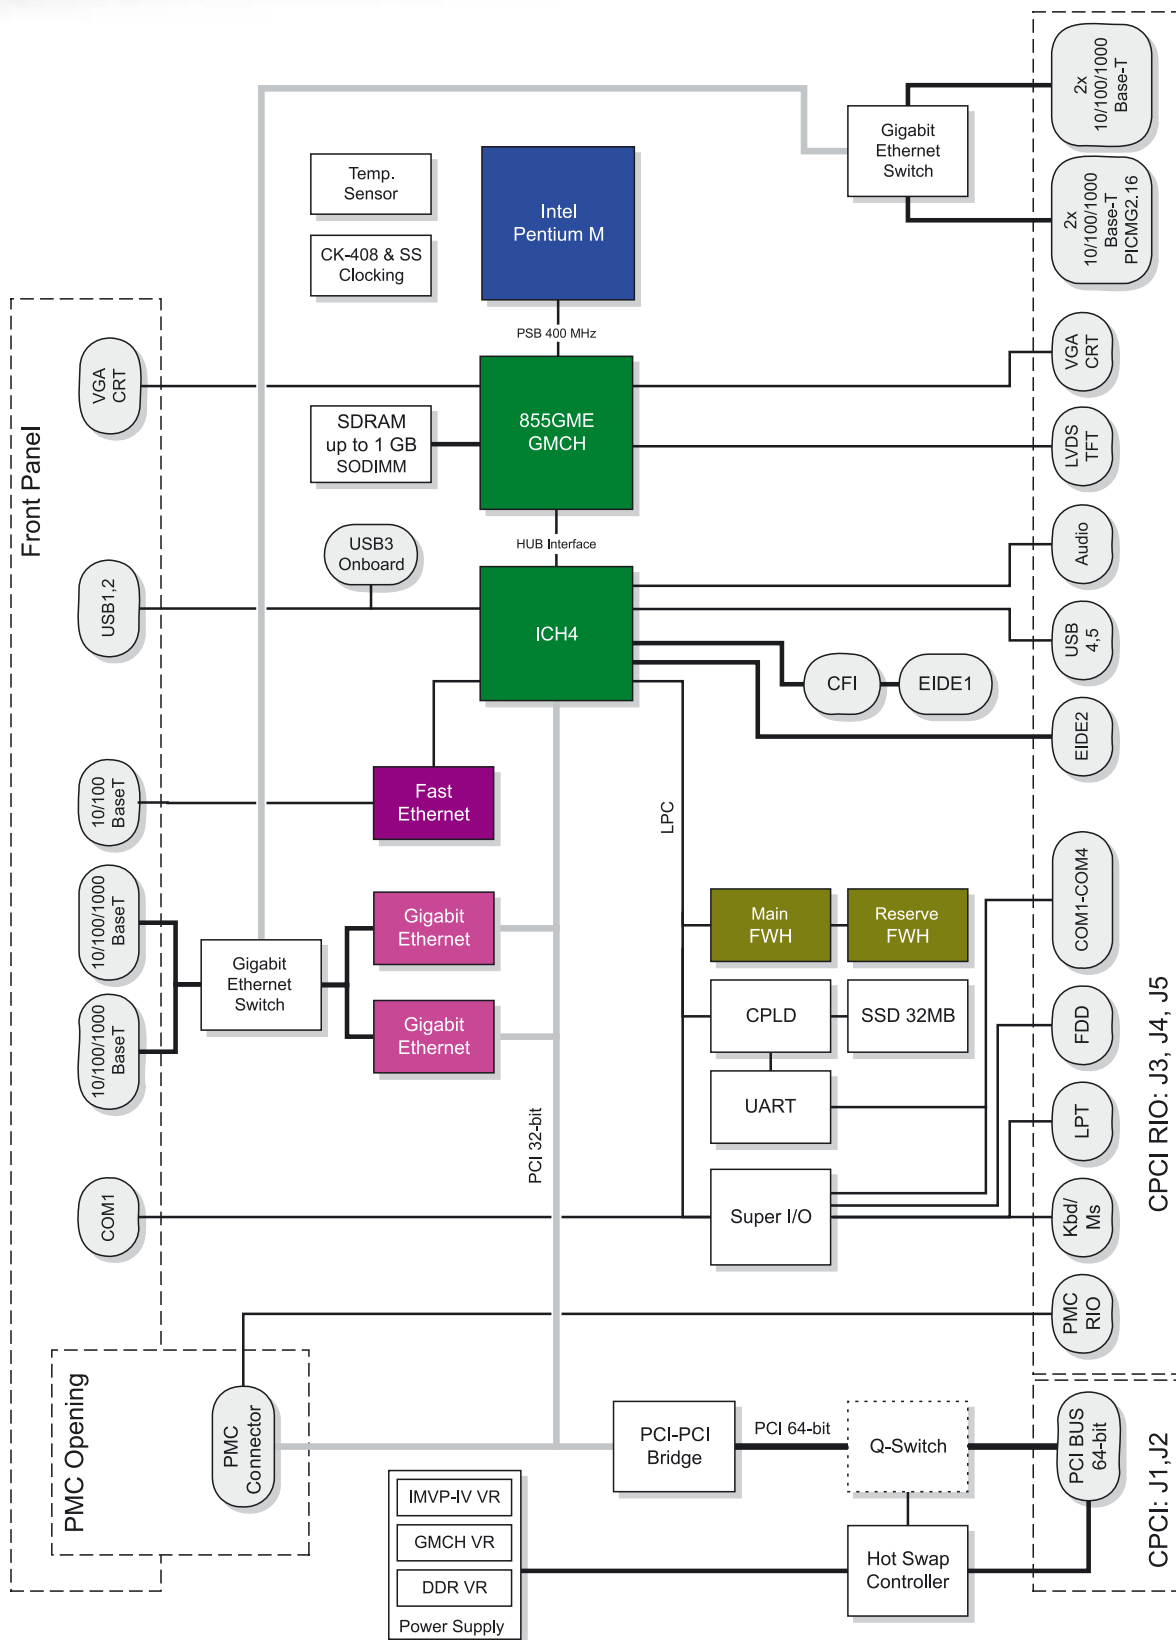 2x
10/100/1000
Base-T
Gigabit
Ethernet
Switch
2x
10/100/1000
Base-T
PICMG2.16
Temp.
Sensor
Intel
Pentium M
CK-408 & SS
Clocking
PSB 400 MHz
Front Panel
VGA
CRT
SDRAM
up to 1 GB
SODIMM
855GME
GMCH
VGA
CRT
LVDS
TFT
HUB Interface
USB3
Onboard
Audio
USB1,2
ICH4
USB
4,5
CFI
EIDE1
EIDE2
10/100
BaseT
Fast
Ethernet
LPC
10/100/1000
BaseT
Gigabit
Ethernet
Main
FWH
Reserve
FWH
COM1-COM4
Gigabit
Ethernet
Switch
10/100/1000
BaseT
Gigabit
Ethernet
CPLD
SSD 32MB
FDD
UART
LPT
PCI 32-bit
CPCI RIO: J3, J4, J5
COM1
Super I/O
Kbd/
Ms
PMC
RIO
PMC Opening
PMC
Connector
PCI-PCI
Bridge
PCI 64-bit
Q-Switch
PCI BUS
64-bit
CPCI: J1,J2
IMVP-IV VR
GMCH VR
DDR VR
Power Supply
Hot Swap
Controller